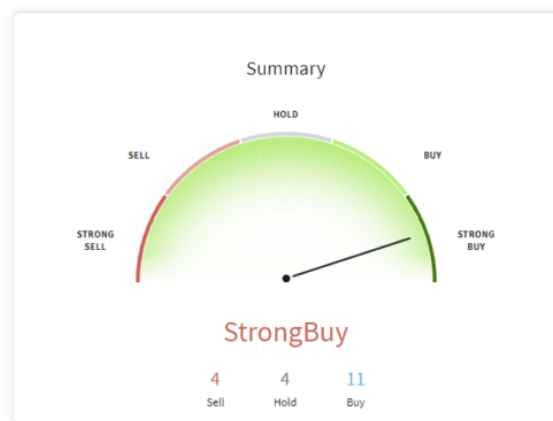 Summary
HOLD
SELL
BUY
STRONG
SELL
STRONG
BUY
StrongBuy
4
4
11
Sell
Hold
Buy